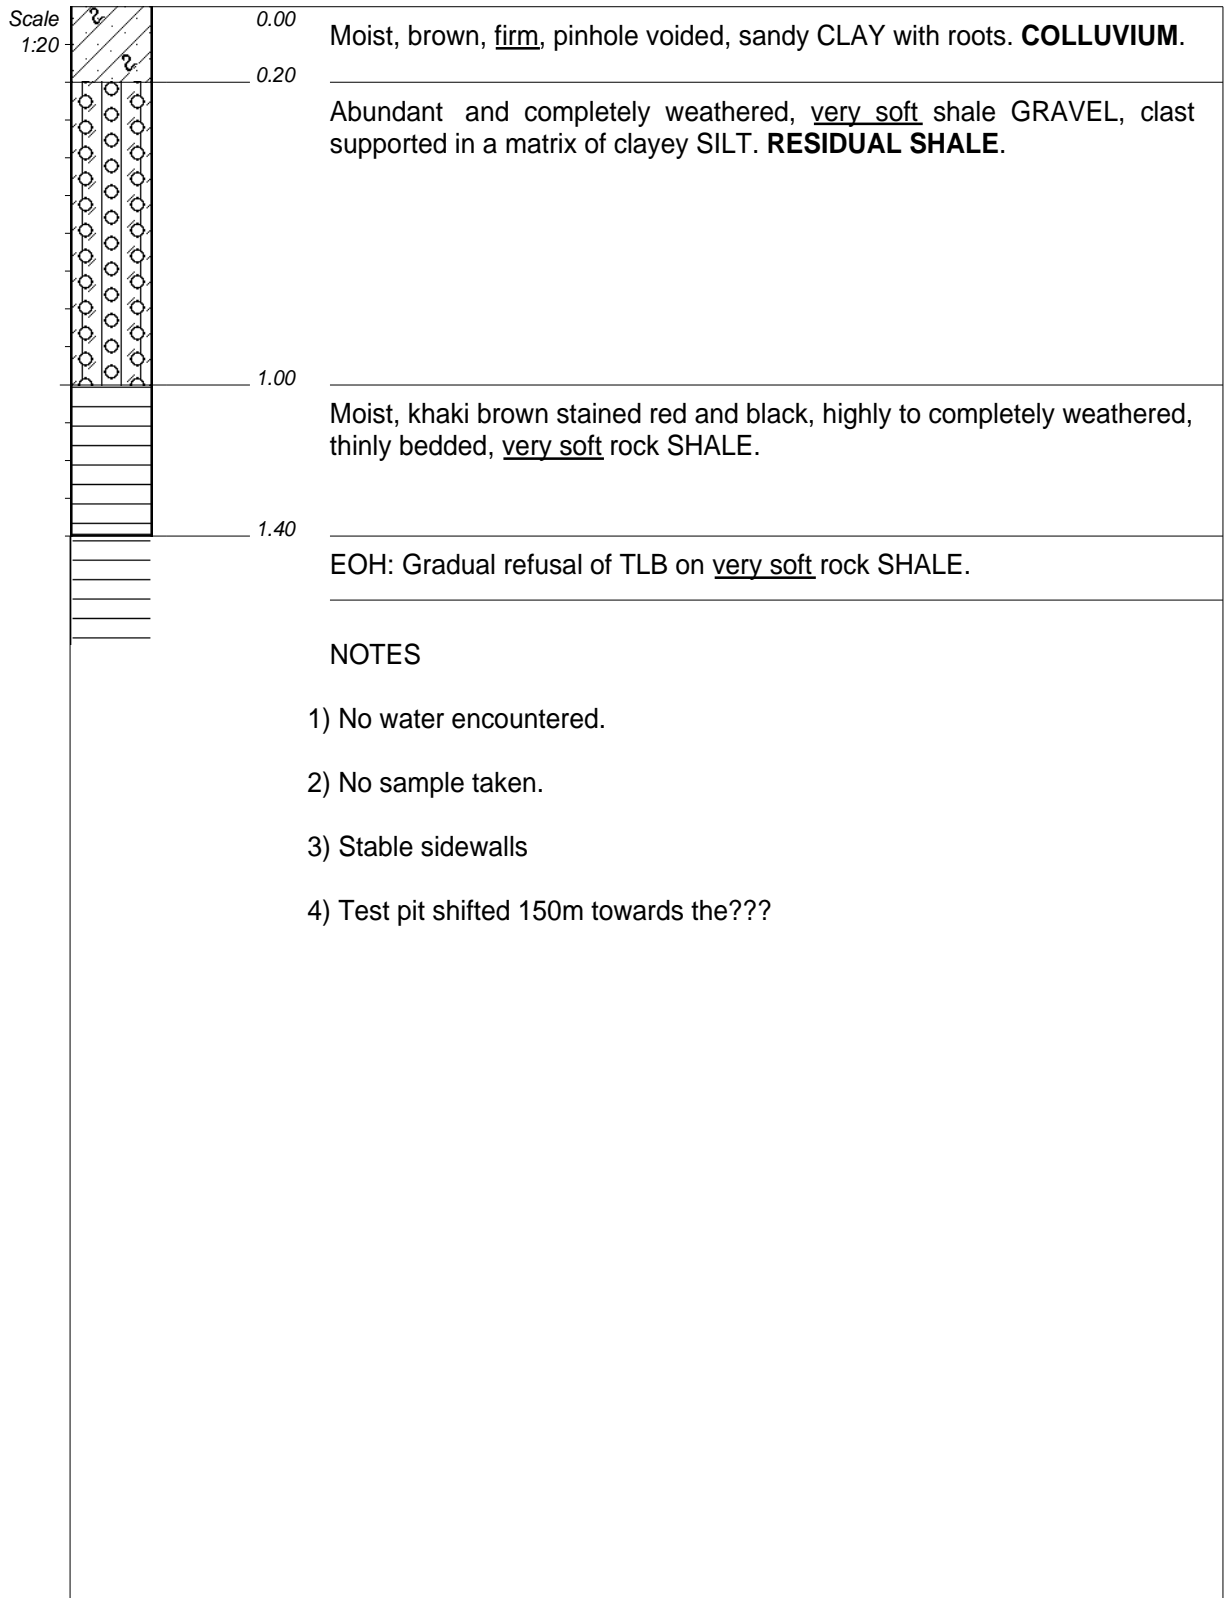 Scale
1:20
0.00
Moist, brown, firm, pinhole voided, sandy CLAY with roots. COLLUVIUM.
0.20
Abundant and completely weathered, very soft shale GRAVEL, clast
supported in a matrix of clayey SILT. RESIDUAL SHALE.
1.00
Moist, khaki brown stained red and black, highly to completely weathered,
thinly bedded, very soft rock SHALE.
1.40
EOH: Gradual refusal of TLB on very soft rock SHALE.
NOTES
1) No water encountered.
2) No sample taken.
3) Stable sidewalls
4) Test pit shifted 150m towards the???